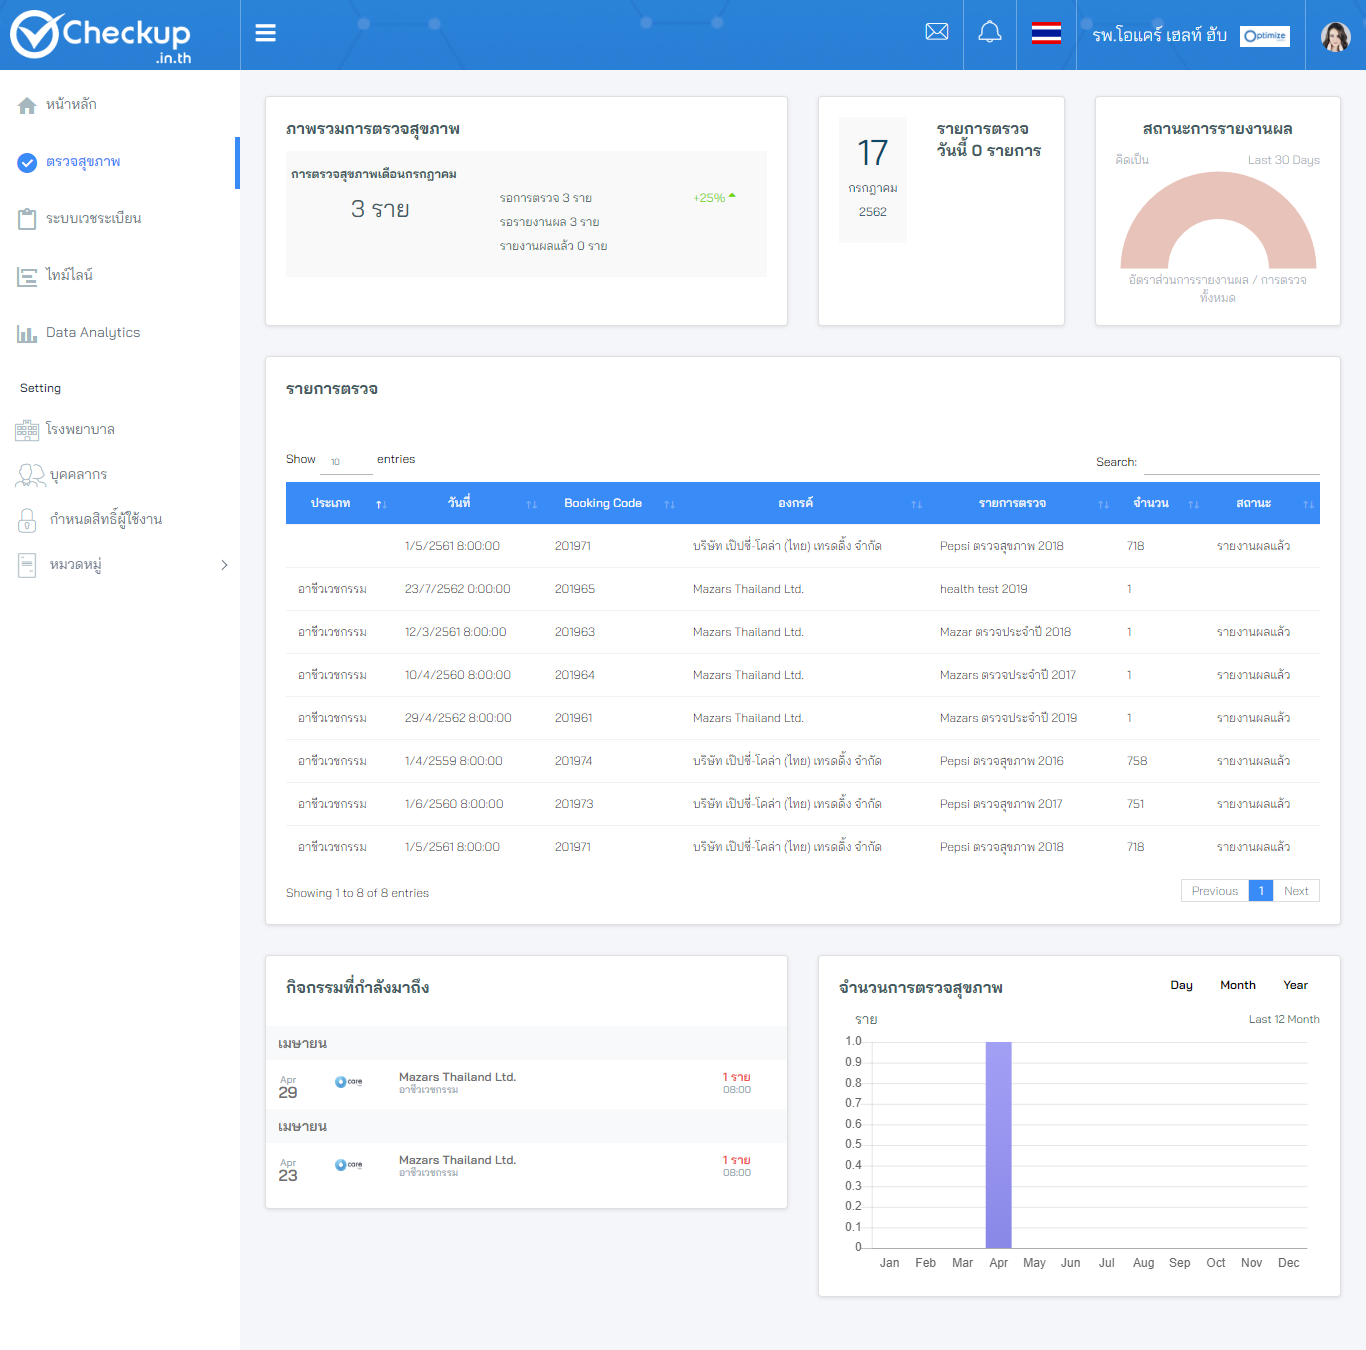 Checkup
.in.th
รพ.โอแคร์ เฮลท์ ฮับ
Optimize
หน้าหลัก
ตรวจสุขภาพ
ระบบเวชระเบียน
ไทม์ไลน์
Data Analytics
Setting
โรงพยาบาล
บุคคลากร
กำหนดสิทธิ์ผู้ใช้งาน
หมวดหมู่
ภาพรวมการตรวจสุขภาพ
การตรวจสุขภาพเดือนกรกฎาคม
3 ราย
รอการตรวจ 3 ราย
+25%
รอรายงานผล 3 ราย
รายงานผลแล้ว 0 ราย
17
กรกฎาคม
2562
รายการตรวจ
วันนี้ 0 รายการ
สถานะการรายงานผล
คิดเป็น Last 30 Days
อัตราส่วนการรายงานผล / การตรวจ
ทั้งหมด
รายการตรวจ
Show 10 entries
Search:
ประเภท วันที่ Booking Code องกรค์ รายการตรวจ จำนวน สถานะ
1/5/2561 8:00:00 201971 บริษัท เป๊ปซี่-โคล่า (ไทย) เทรดดิ้ง จำกัด Pepsi ตรวจสุขภาพ 2018 718 รายงานผลแล้ว
อาชีวเวชกรรม 23/7/2562 0:00:00 201965 Mazars Thailand Ltd. health test 2019 1
อาชีวเวชกรรม 12/3/2561 8:00:00 201963 Mazars Thailand Ltd. Mazar ตรวจประจำปี 2018 1 รายงานผลแล้ว
อาชีวเวชกรรม 10/4/2560 8:00:00 201964 Mazars Thailand Ltd. Mazars ตรวจประจำปี 2017 1 รายงานผลแล้ว
อาชีวเวชกรรม 29/4/2562 8:00:00 201961 Mazars Thailand Ltd. Mazars ตรวจประจำปี 2019 1 รายงานผลแล้ว
อาชีวเวชกรรม 1/4/2559 8:00:00 201974 บริษัท เป๊ปซี่-โคล่า (ไทย) เทรดดิ้ง จำกัด Pepsi ตรวจสุขภาพ 2016 758 รายงานผลแล้ว
อาชีวเวชกรรม 1/6/2560 8:00:00 201973 บริษัท เป๊ปซี่-โคล่า (ไทย) เทรดดิ้ง จำกัด Pepsi ตรวจสุขภาพ 2017 751 รายงานผลแล้ว
อาชีวเวชกรรม 1/5/2561 8:00:00 201971 บริษัท เป๊ปซี่-โคล่า (ไทย) เทรดดิ้ง จำกัด Pepsi ตรวจสุขภาพ 2018 718 รายงานผลแล้ว
Showing 1 to 8 of 8 entries
Previous 1 Next
กิจกรรมที่กำลังมาถึง
เมษายน
Apr
29
care
Mazars Thailand Ltd.
อาชีวเวชกรรม
1 ราย
08:00
เมษายน
Apr
23
care
Mazars Thailand Ltd.
อาชีวเวชกรรม
1 ราย
08:00
จำนวนการตรวจสุขภาพ
Day Month Year
ราย
Last 12 Month
1.0
0.9
0.8
0.7
0.6
0.5
0.4
0.3
0.2
0.1
0
Jan Feb Mar Apr May Jun Jul Aug Sep Oct Nov Dec